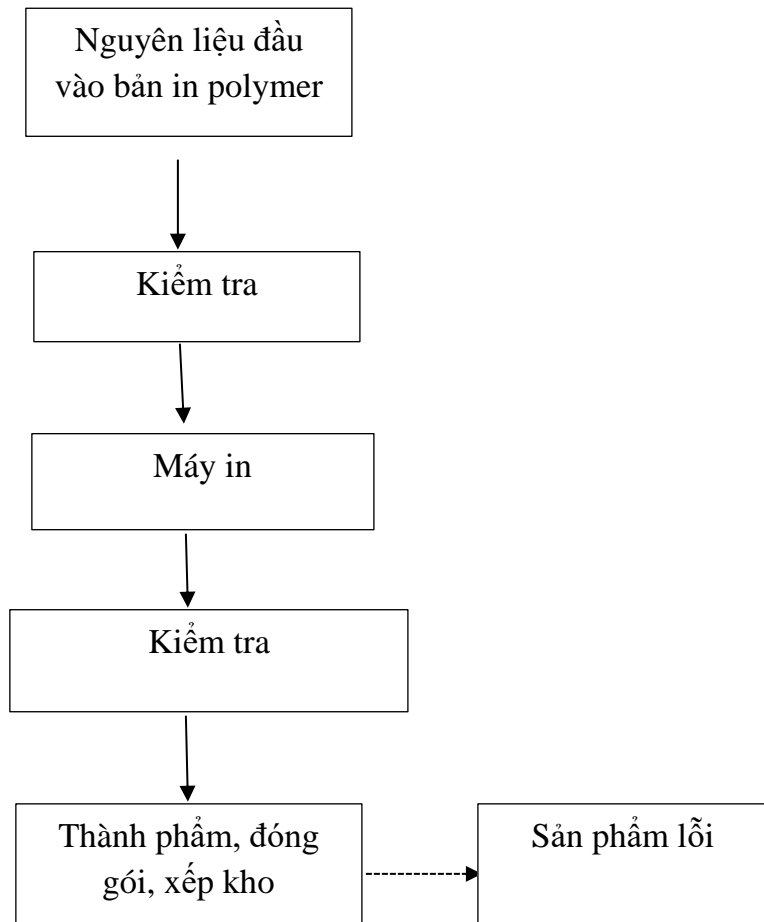 Nguyên liệu đầu
vào bản in polymer
Kiểm tra
Máy in
Kiểm tra
Thành phẩm, đóng
gói, xếp kho
Sản phẩm lỗi